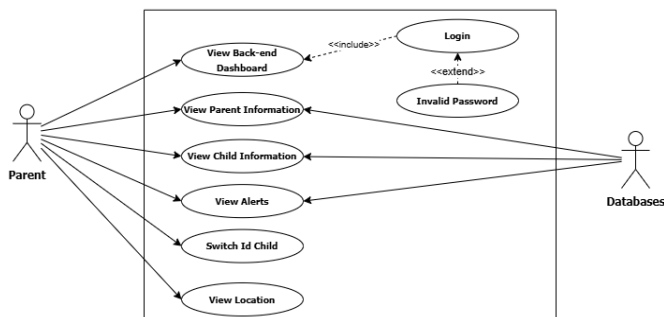 View Back-end
Dashboard
<<include>>
Login
<<extend>>
View Parent Information
Invalid Password
View Child Information
Parent
Databases
View Alerts
Switch Id Child
View Location